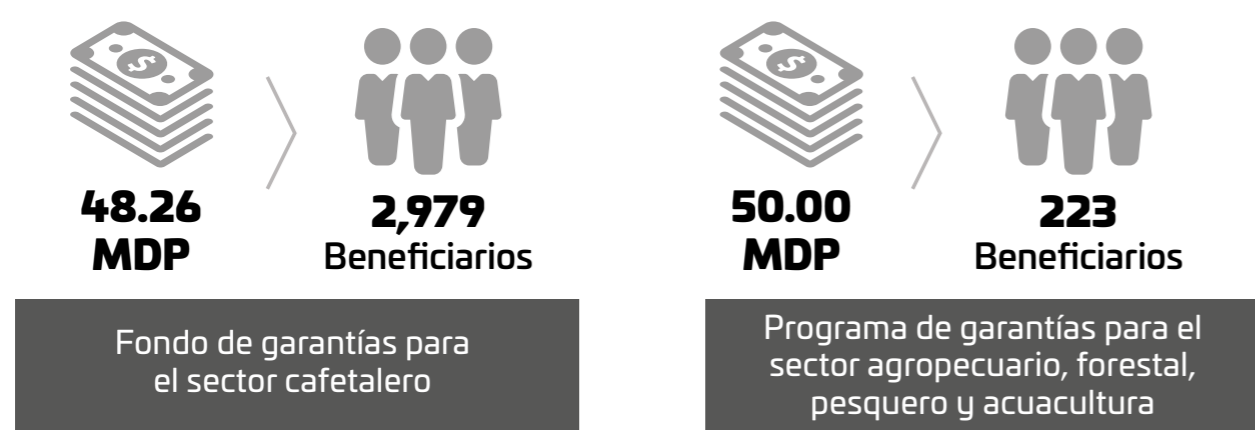 48.26
MDP
2,979
Beneficiarios
Fondo de garantías para
el sector cafetalero
50.00
MDP
223
Beneficiarios
Programa de garantías para el
sector agropecuario, forestal,
pesquero y acuacultura